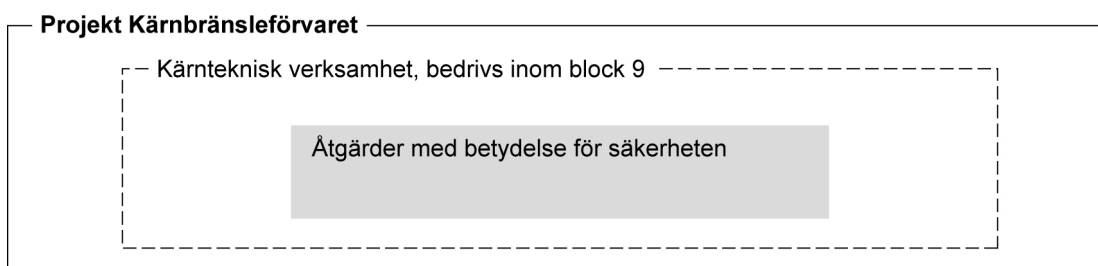 Projekt Kärnbränsleförvaret
Kärnteknisk verksamhet, bedrivs inom block 9
Åtgärder med betydelse för säkerheten